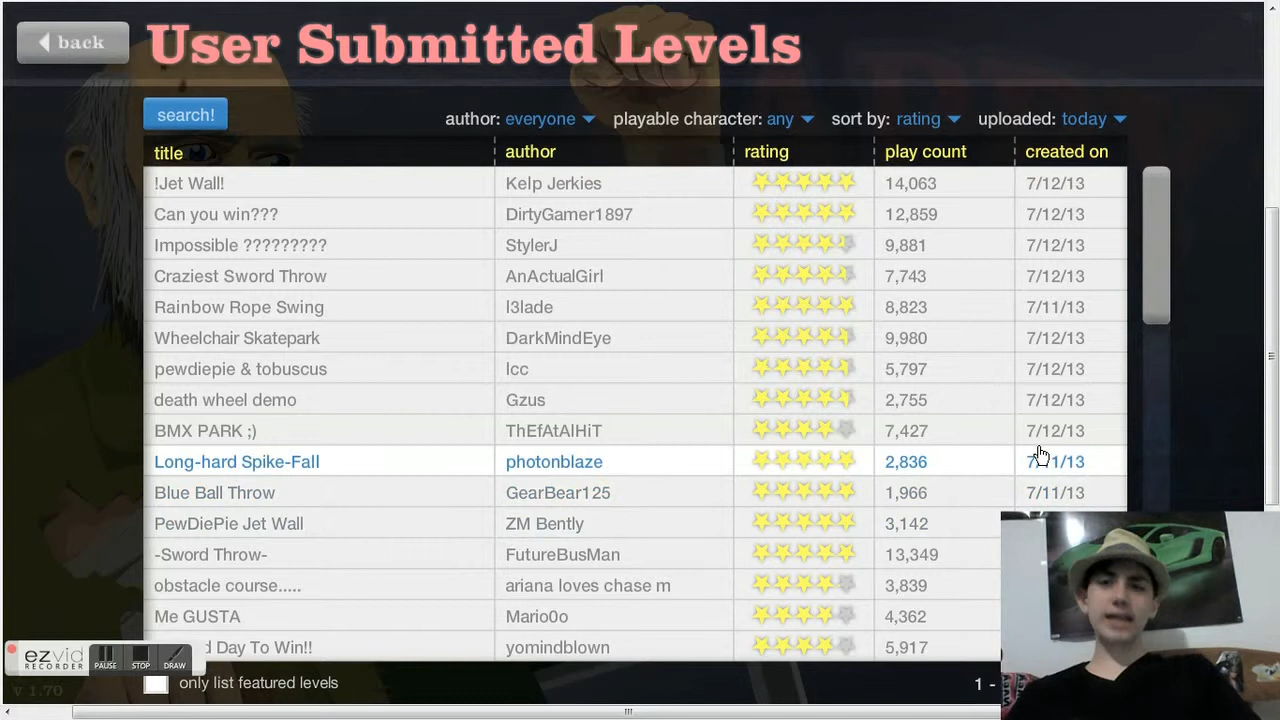 back
User Submitted Levels
search!
author: everyone playable character: any sort by: rating uploaded: today
title author rating play count created on
!Jet Wall! Kelp Jerkies 14,063 7/12/13
Can you win??? DirtyGamer1897 12,859 7/12/13
Impossible ????????? StylerJ 9,881 7/12/13
Craziest Sword Throw AnActualGirl 7,743 7/12/13
Rainbow Rope Swing l3lade 8,823 7/11/13
Wheelchair Skatepark DarkMindEye 9,980 7/12/13
pewdiepie & tobuscus Icc 5,797 7/12/13
death wheel demo Gzus 2,755 7/12/13
BMX PARK ;) ThEfAtAlHiT 7,427 7/12/13
Long-hard Spike-Fall photonblaze 2,836
Blue Ball Throw GearBear125 1,966 7/11/13
PewDiePie Jet Wall ZM Bently 3,142
-Sword Throw- FutureBusMan 13,349
obstacle course..... ariana loves chase m 3,839
Me GUSTA Mario0o 4,362
Day To Win!! yomindblown 5,917
ezvid
RECORDER
PAUSE STOP DRAW
only list featured levels
1 -
v 1.70